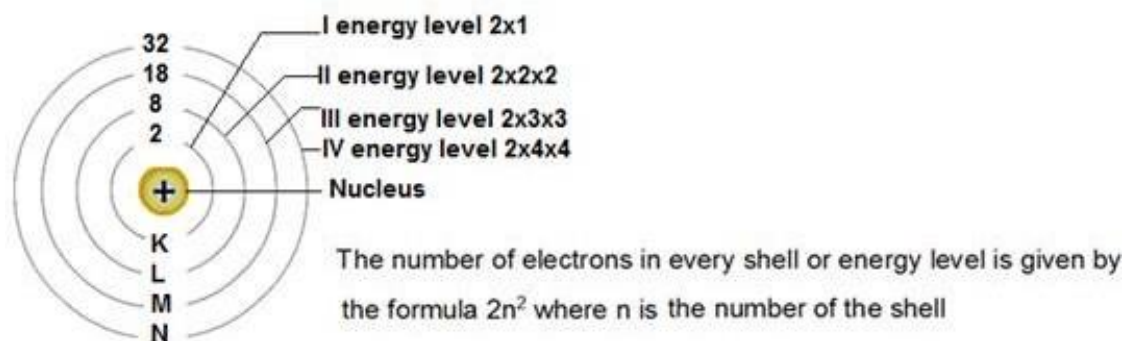 32
18
8
2
+
K
L
M
N
I energy level 2x1
II energy level 2x2x2
III energy level 2x3x3
IV energy level 2x4x4
Nucleus
The number of electrons in every shell or energy level is given by
the formula 2n² where n is the number of the shell